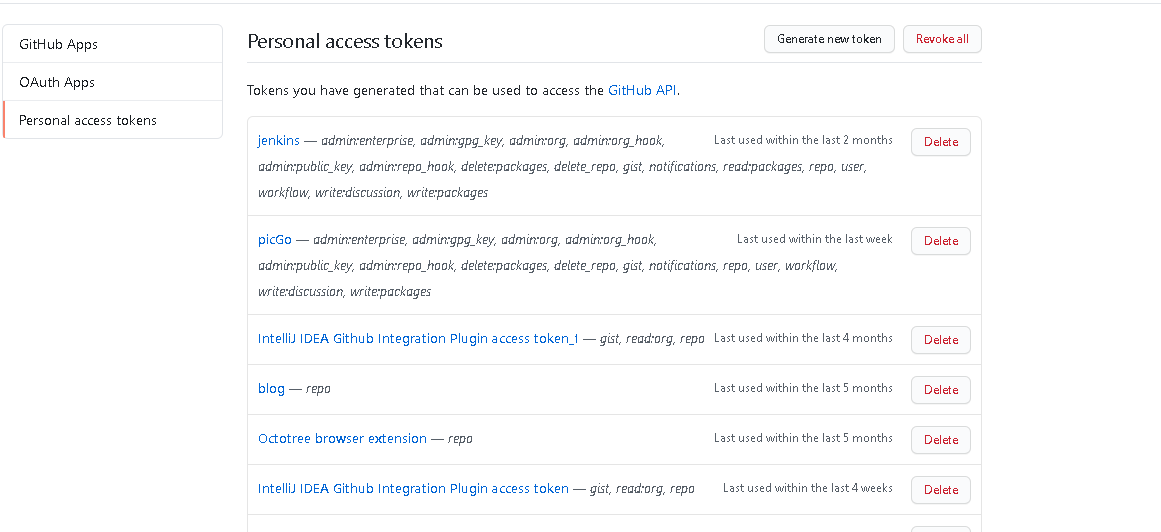 GitHub Apps
OAuth Apps
Personal access tokens
Personal access tokens
Generate new token
Revoke all
Tokens you have generated that can be used to access the GitHub API.
jenkins — admin:enterprise, admin:gpg_key, admin:org, admin:org_hook,
Last used within the last 2 months
Delete
admin:public_key, admin:repo_hook, delete:packages, delete_repo, gist, notifications, read:packages, repo, user,
workflow, write:discussion, write:packages
picGo — admin:enterprise, admin:gpg_key, admin:org, admin:org_hook,
Last used within the last week
Delete
admin:public_key, admin:repo_hook, delete:packages, delete_repo, gist, notifications, repo, user, workflow,
write:discussion, write:packages
IntelliJ IDEA Github Integration Plugin access token_1 — gist, read:org, repo
Last used within the last 4 months
Delete
blog — repo
Last used within the last 5 months
Delete
Octotree browser extension — repo
Last used within the last 5 months
Delete
IntelliJ IDEA Github Integration Plugin access token — gist, read:org, repo
Last used within the last 4 weeks
Delete